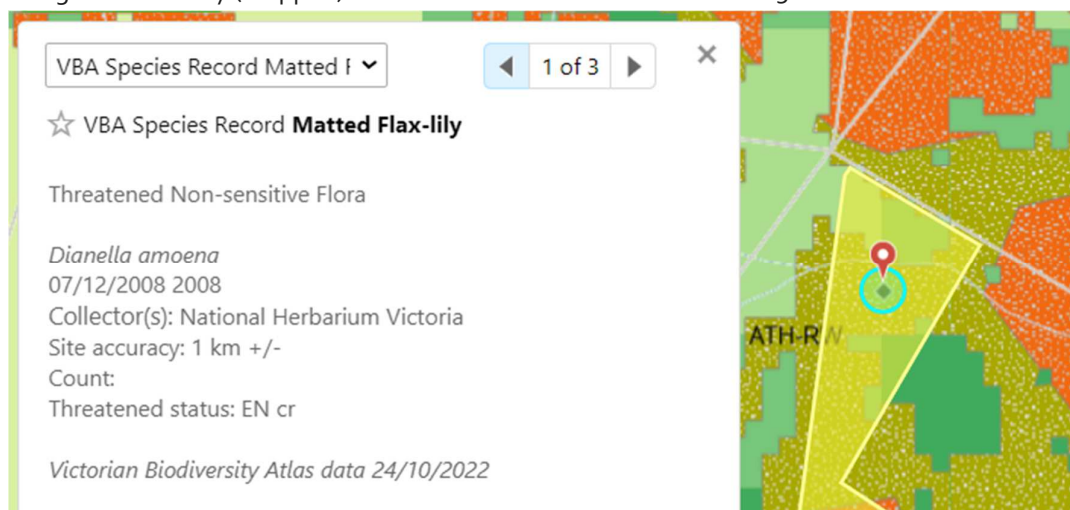 VBA Species Record Matted F
1 of 3
VBA Species Record Matted Flax-lily
Threatened Non-sensitive Flora
Dianella amoena
07/12/2008 2008
Collector(s): National Herbarium Victoria
Site accuracy: 1 km +/-
Count:
Threatened status: EN cr
Victorian Biodiversity Atlas data 24/10/2022
ATH-RW